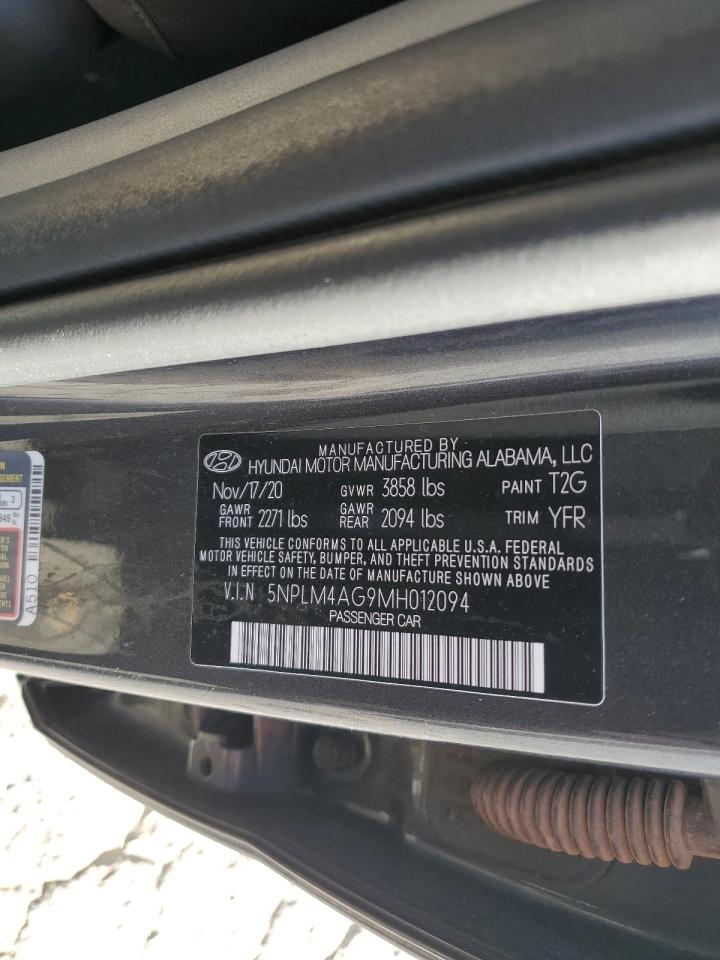 MANUFACTURED BY
HYUNDAI MOTOR MANUFACTURING ALABAMA, LLC
Nov/17/20 GVWR 3858 lbs PAINT T2G
GAWR FRONT 2271 lbs GAWR REAR 2094 lbs TRIM YFR
THIS VEHICLE CONFORMS TO ALL APPLICABLE U.S.A. FEDERAL
MOTOR VEHICLE SAFETY, BUMPER, AND THEFT PREVENTION STANDARDS
IN EFFECT ON THE DATE OF MANUFACTURE SHOWN ABOVE
V.I.N 5NPLM4AG9MH012094
PASSENGER CAR
A510
3